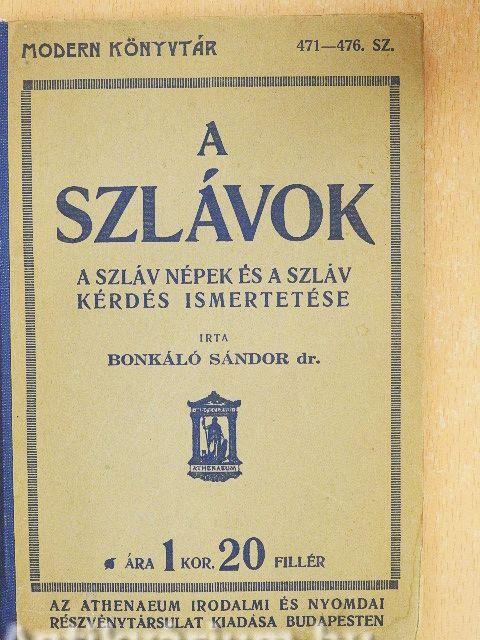 MODERN KÖNYVTÁR 471—476. SZ.
A
SZLÁVOK
A SZLÁV NÉPEK ÉS A SZLÁV
KÉRDÉS ISMERTETÉSE
IRTA
BONKÁLÓ SÁNDOR dr.
ATHENAEUM
ÁRA 1 KOR. 20 FILLÉR
AZ ATHENAEUM IRODALMI ÉS NYOMDAI
RÉSZVÉNYTÁRSULAT KIADÁSA BUDAPESTEN